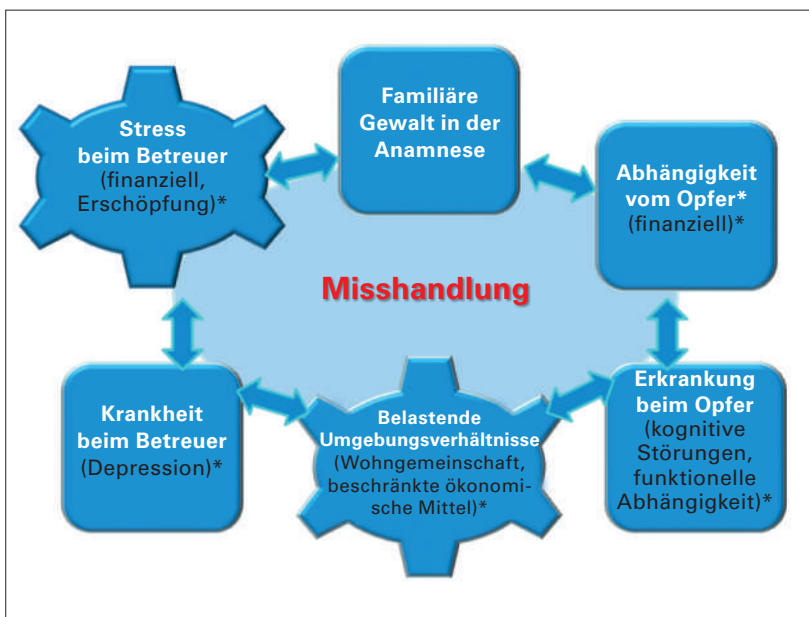 Stress
beim Betreuer
(finanziell,
Erschöpfung)*
Familiäre
Gewalt in der
Anamnese
Abhängigkeit
vom Opfer*
(finanziell)*
Misshandlung
Krankheit
beim Betreuer
(Depression)*
Belastende
Umgebungsverhältnisse
(Wohngemeinschaft,
beschränkte ökonomi-
sche Mittel)*
Erkrankung
beim Opfer
(kognitive
Störungen,
funktionelle
Abhängigkeit)*